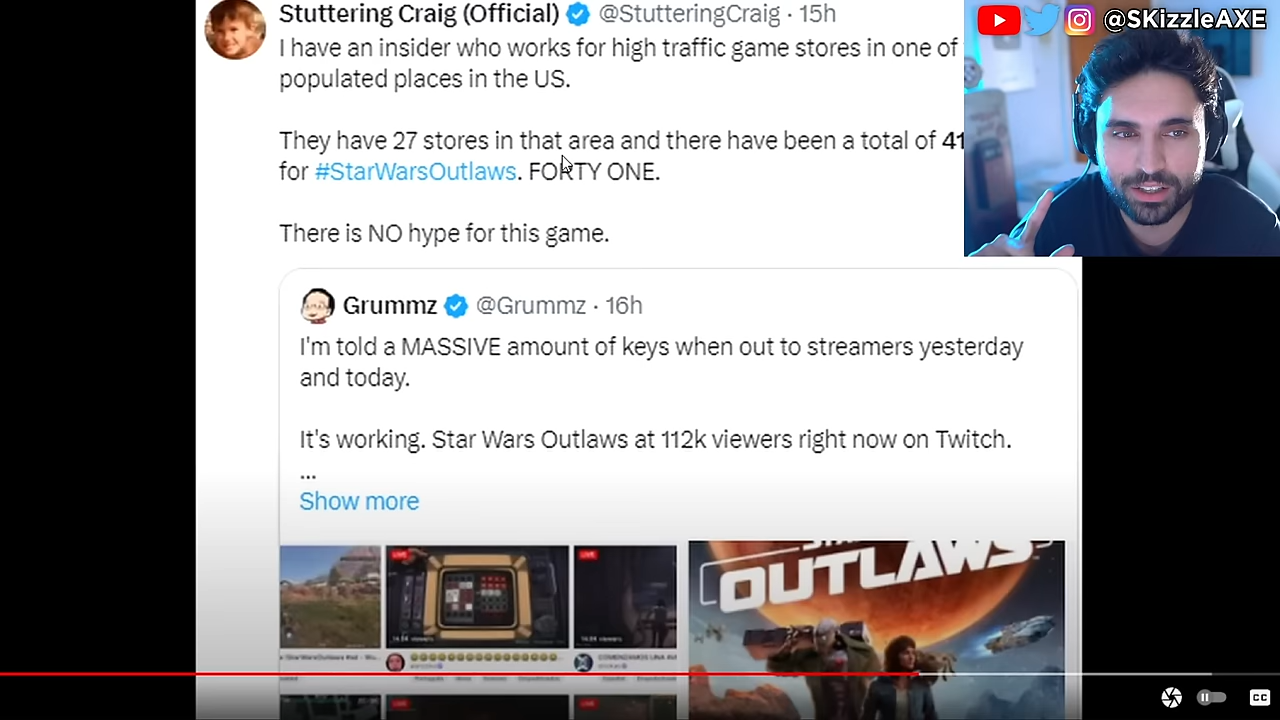 Stuttering Craig (Official) @StutteringCraig · 15h
@SKizzleAXE
I have an insider who works for high traffic game stores in one of
populated places in the US.
They have 27 stores in that area and there have been a total of 41
for #StarWarsOutlaws. FORTY ONE.
There is NO hype for this game.
Grummz @Grummz · 16h
I'm told a MASSIVE amount of keys when out to streamers yesterday
and today.
It's working. Star Wars Outlaws at 112k viewers right now on Twitch.
...
Show more
LIVE
LIVE
OUTLAWS
CC